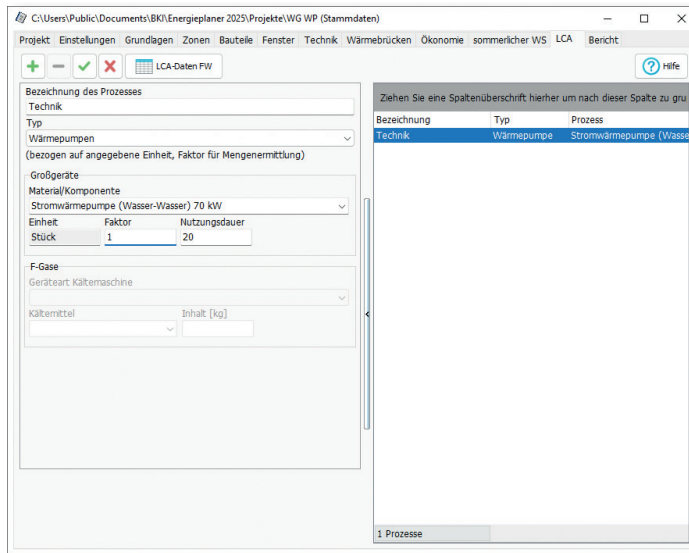 C:\Users\Public\Documents\BKI\Energieplaner 2025\Projekte\WG WP (Stammdaten)
Projekt Einstellungen Grundlagen Zonen Bauteile Fenster Technik Wärmebrücken Ökonomie sommerlicher WS LCA Bericht
LCA-Daten FW
Hilfe
Bezeichnung des Prozesses
Technik
Typ
Wärmepumpen
(bezogen auf angegebene Einheit, Faktor für Mengenermittlung)
Großgeräte
Material/Komponente
Stromwärmepumpe (Wasser-Wasser) 70 kW
Einheit Faktor Nutzungsdauer
Stück 1 20
F-Gase
Geräteart Kältemaschine
Kältemittel Inhalt [kg]
Ziehen Sie eine Spaltenüberschrift hierher um nach dieser Spalte zu gru
Bezeichnung Typ Prozess
Technik Wärmepumpe Stromwärmepumpe (Wasse
1 Prozesse